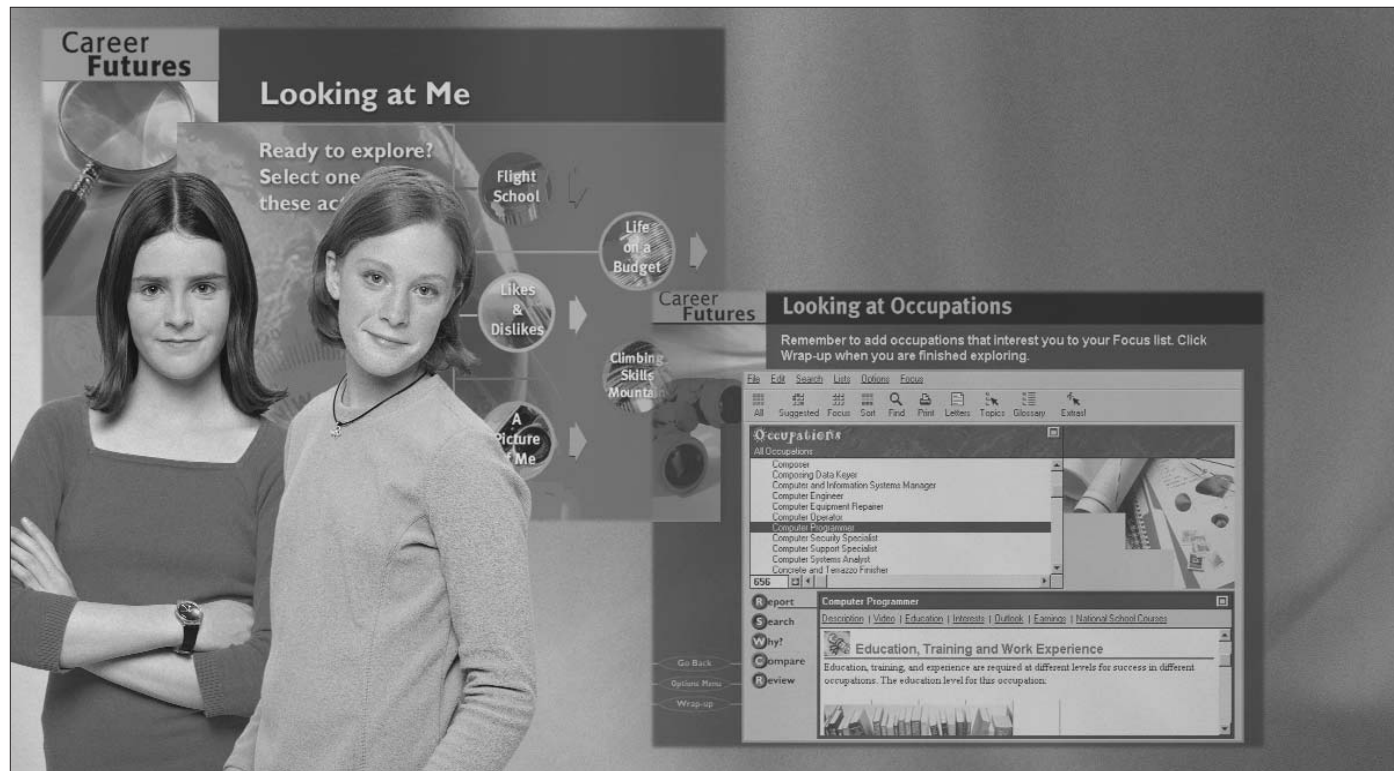 Career
Futures
Looking at Me
Ready to explore?
Select one
these
Flight
School
Life
on a
Budget
Likes
&
Dislikes
Climbing
Skills
Mountain
A
Picture
of Me
Career
Futures
Looking at Occupations
Remember to add occupations that interest you to your Focus list. Click
Wrap-up when you are finished exploring.
File Edit Search Lists Options Focus
All Suggested Focus Sort Find Print Letters Topics Glossary Extras!
Occupations
All Occupations
Composer
Composing Data Keyer
Computer and Information Systems Manager
Computer Engineer
Computer Equipment Repairer
Computer Operator
Computer Programmer
Computer Security Specialist
Computer Support Specialist
Computer Systems Analyst
Concrete and Terrazzo Finisher
656
Report
Search
Why?
Compare
Review
Go Back
Options Menu
Wrap-up
Computer Programmer
Description | Video | Education | Interests | Outlook | Earnings | National School Courses
Education, Training and Work Experience
Education, training, and experience are required at different levels for success in different
occupations. The education level for this occupation: